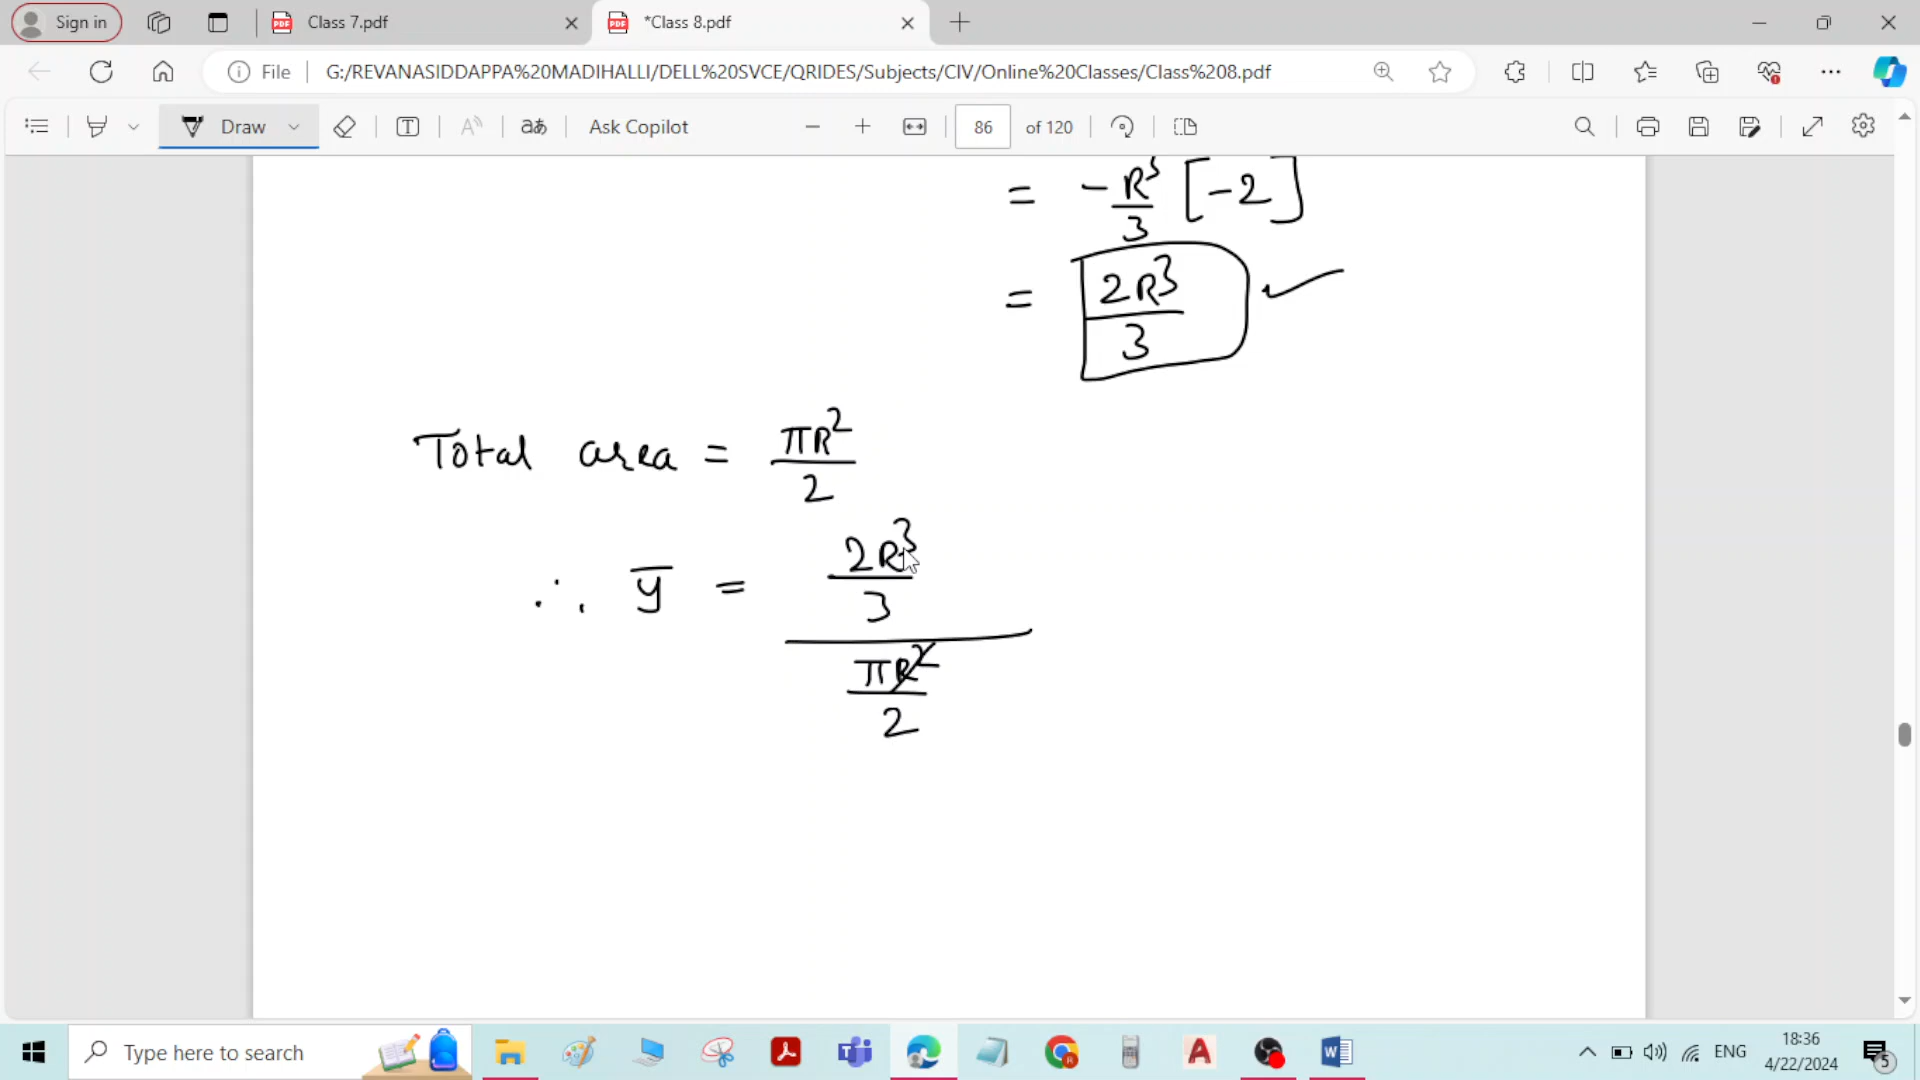 Sign in
Class 7.pdf
*Class 8.pdf
File
G:/REVANASIDDAPPA%20MADIHALLI/DELL%20SVCE/QRIDES/Subjects/CIV/Online%20Classes/Class%208.pdf
Draw
Ask Copilot
86 of 120
= -R³/3 [-2]
= 2R³/3 ✓
Total area = πR²/2
∴ y̅ = (2R³/3)/(πR²/2)
Type here to search
ENG
18:36
4/22/2024
5